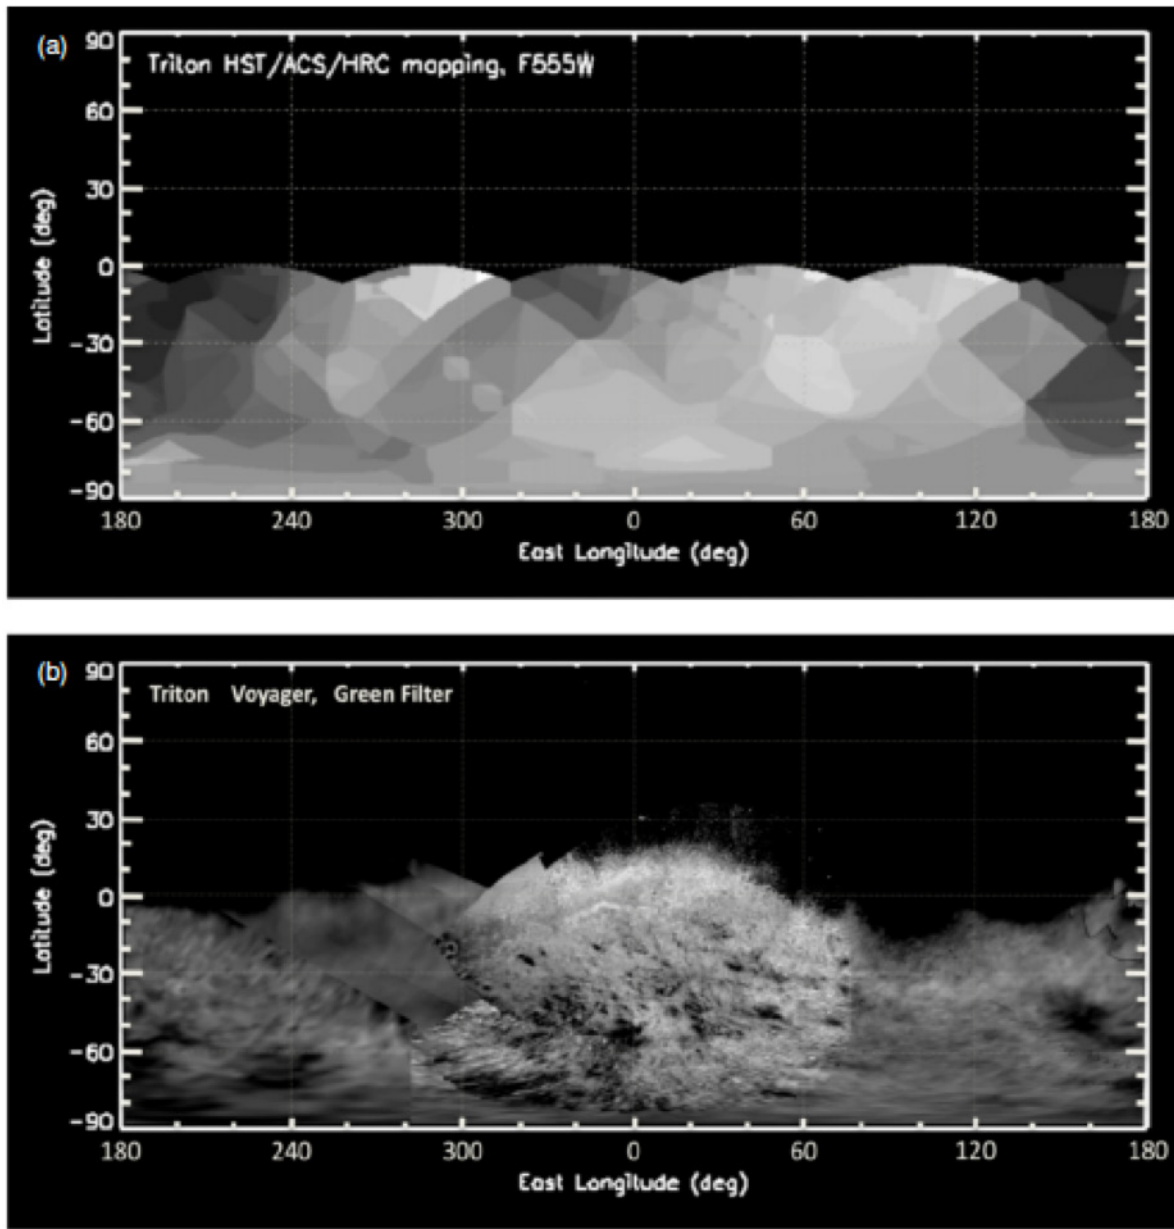 (a)
Triton HST/ACS/HRC mapping, F555W
90
60
30
0
-30
-60
-90
Latitude (deg)
180 240 300 0 60 120 180
East Longitude (deg)
(b)
Triton Voyager, Green Filter
90
60
30
0
-30
-60
-90
Latitude (deg)
180 240 300 0 60 120 180
East Longitude (deg)